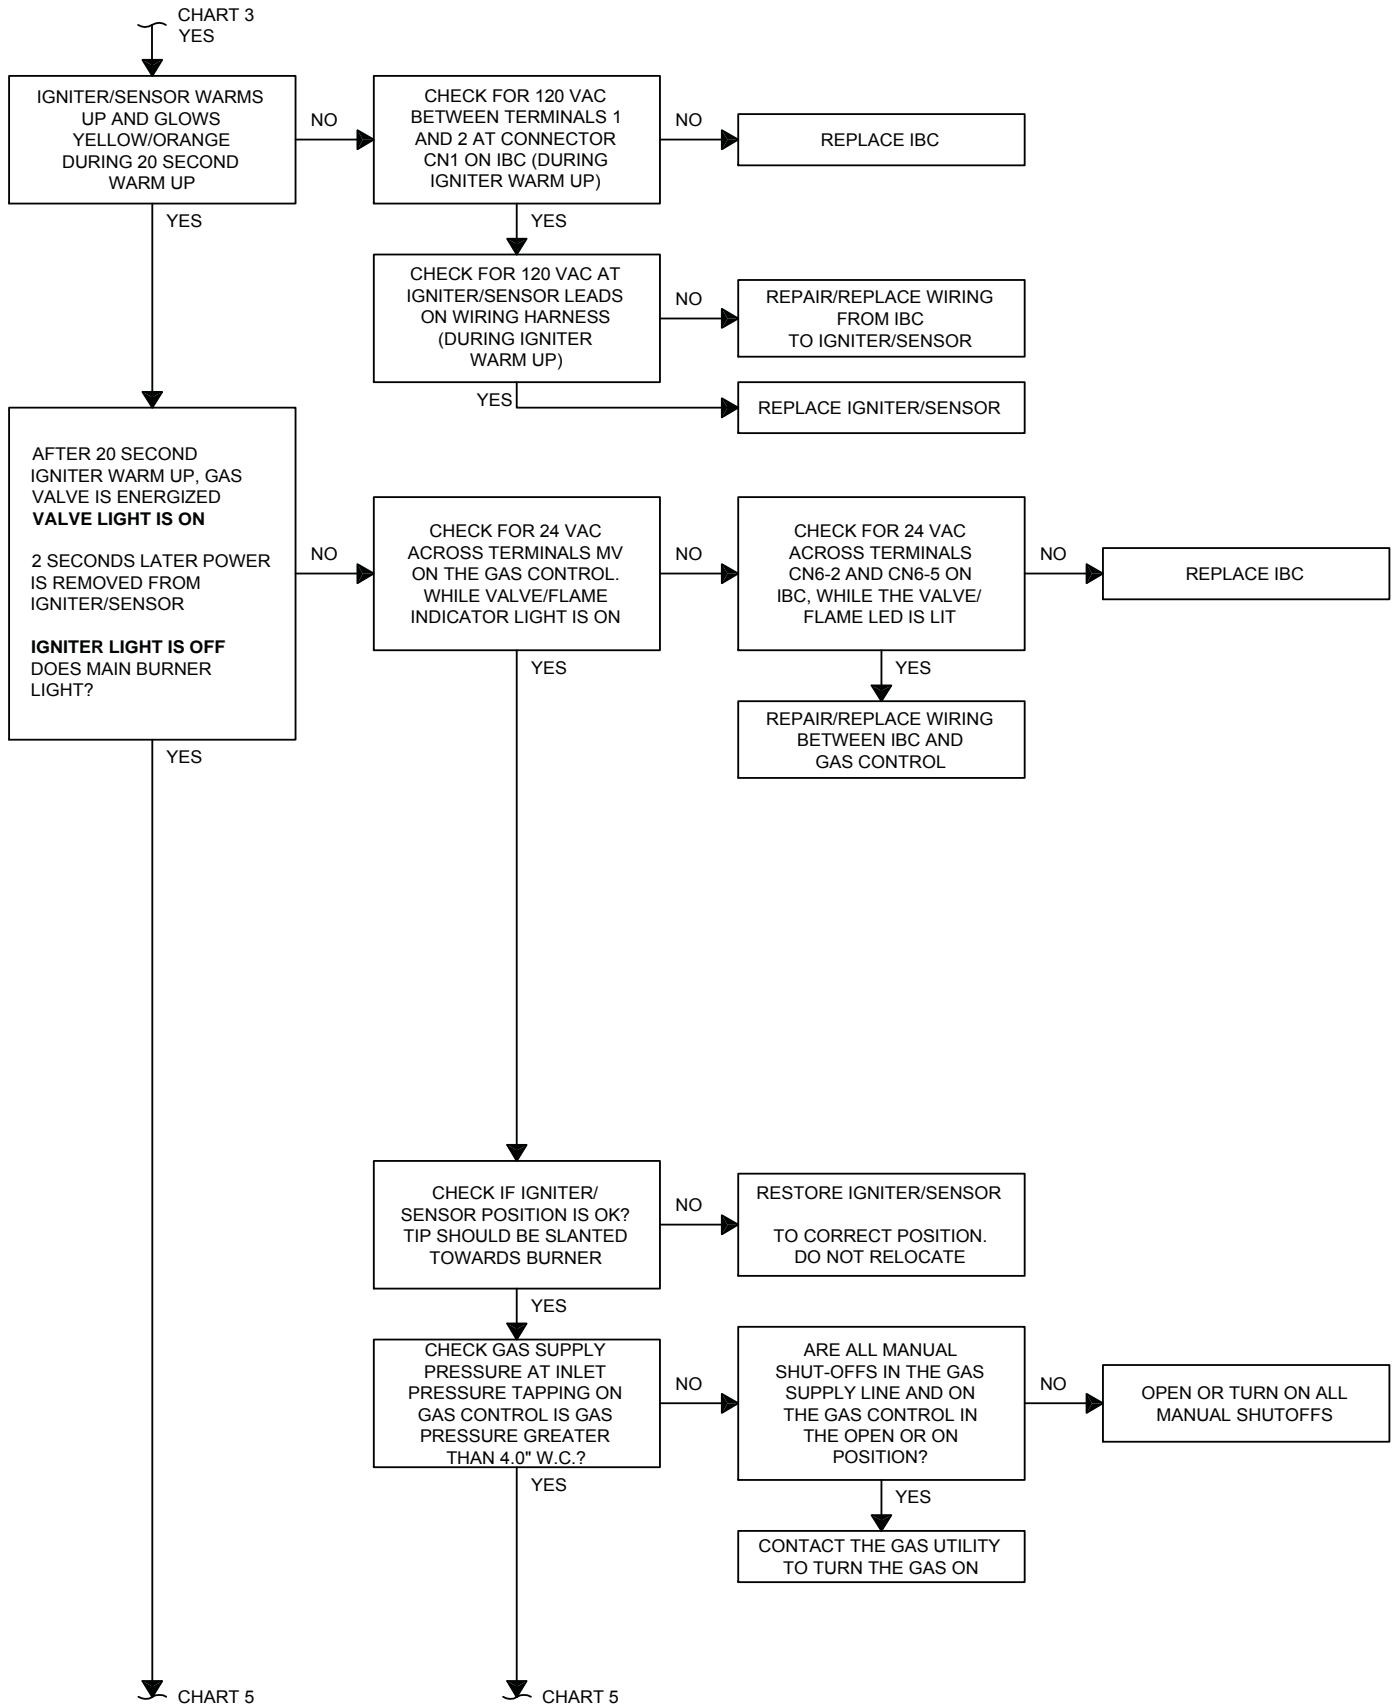 CHART 3
YES
IGNITER/SENSOR WARMS
UP AND GLOWS
YELLOW/ORANGE
DURING 20 SECOND
WARM UP
NO
CHECK FOR 120 VAC
BETWEEN TERMINALS 1
AND 2 AT CONNECTOR
CN1 ON IBC (DURING
IGNITER WARM UP)
NO
REPLACE IBC
YES
YES
CHECK FOR 120 VAC AT
IGNITER/SENSOR LEADS
ON WIRING HARNESS
(DURING IGNITER
WARM UP)
NO
REPAIR/REPLACE WIRING
FROM IBC
TO IGNITER/SENSOR
YES
REPLACE IGNITER/SENSOR
AFTER 20 SECOND
IGNITER WARM UP, GAS
VALVE IS ENERGIZED
VALVE LIGHT IS ON
2 SECONDS LATER POWER
IS REMOVED FROM
IGNITER/SENSOR
IGNITER LIGHT IS OFF
DOES MAIN BURNER
LIGHT?
NO
CHECK FOR 24 VAC
ACROSS TERMINALS MV
ON THE GAS CONTROL.
WHILE VALVE/FLAME
INDICATOR LIGHT IS ON
NO
CHECK FOR 24 VAC
ACROSS TERMINALS
CN6-2 AND CN6-5 ON
IBC, WHILE THE VALVE/
FLAME LED IS LIT
NO
REPLACE IBC
YES
YES
REPAIR/REPLACE WIRING
BETWEEN IBC AND
GAS CONTROL
YES
CHECK IF IGNITER/
SENSOR POSITION IS OK?
TIP SHOULD BE SLANTED
TOWARDS BURNER
NO
RESTORE IGNITER/SENSOR
TO CORRECT POSITION.
DO NOT RELOCATE
YES
CHECK GAS SUPPLY
PRESSURE AT INLET
PRESSURE TAPPING ON
GAS CONTROL IS GAS
PRESSURE GREATER
THAN 4.0" W.C.?
NO
ARE ALL MANUAL
SHUT-OFFS IN THE GAS
SUPPLY LINE AND ON
THE GAS CONTROL IN
THE OPEN OR ON
POSITION?
NO
OPEN OR TURN ON ALL
MANUAL SHUTOFFS
YES
YES
CONTACT THE GAS UTILITY
TO TURN THE GAS ON
CHART 5
CHART 5